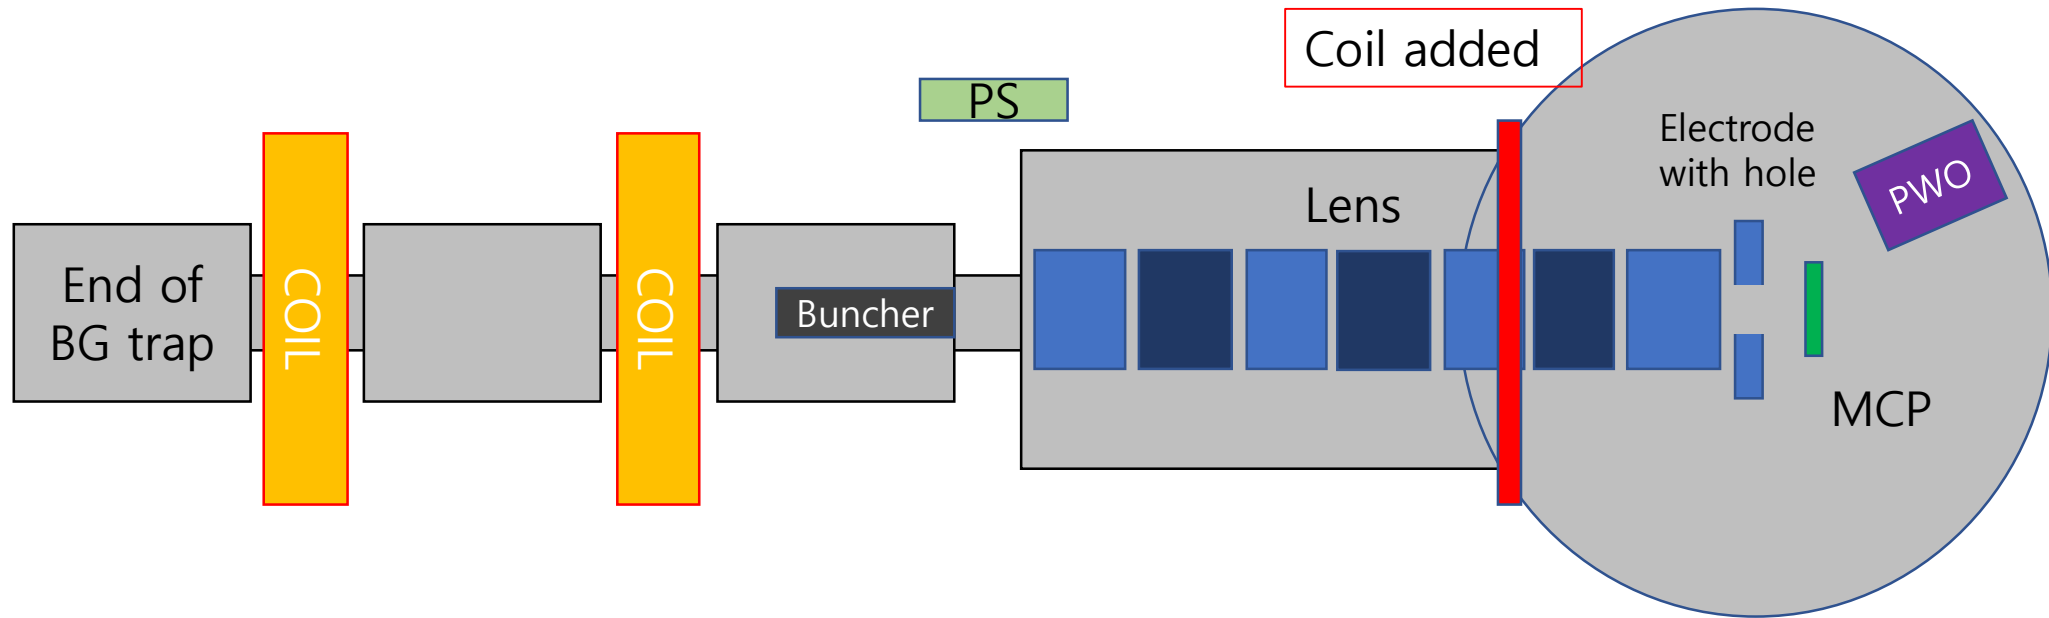 End of
BG trap
COIL
COIL
Buncher
PS
Lens
Coil added
Electrode
with hole
PWO
MCP